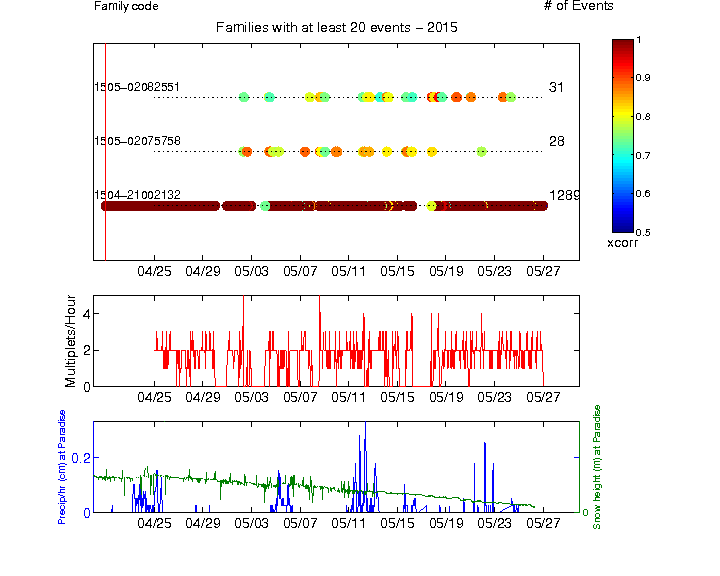 Family code
# of Events
Families with at least 20 events − 2015
1505−02082551
31
1505−02075758
28
1504−21002132
1289
04/25 04/29 05/03 05/07 05/11 05/15 05/19 05/23 05/27
1
0.9
0.8
0.7
0.6
0.5
xcorr
Multiplets/Hour
4
2
0
04/25 04/29 05/03 05/07 05/11 05/15 05/19 05/23 05/27
Precip/hr (cm) at Paradise
0.2
0
Snow height (m) at Paradise
0
04/25 04/29 05/03 05/07 05/11 05/15 05/19 05/23 05/27